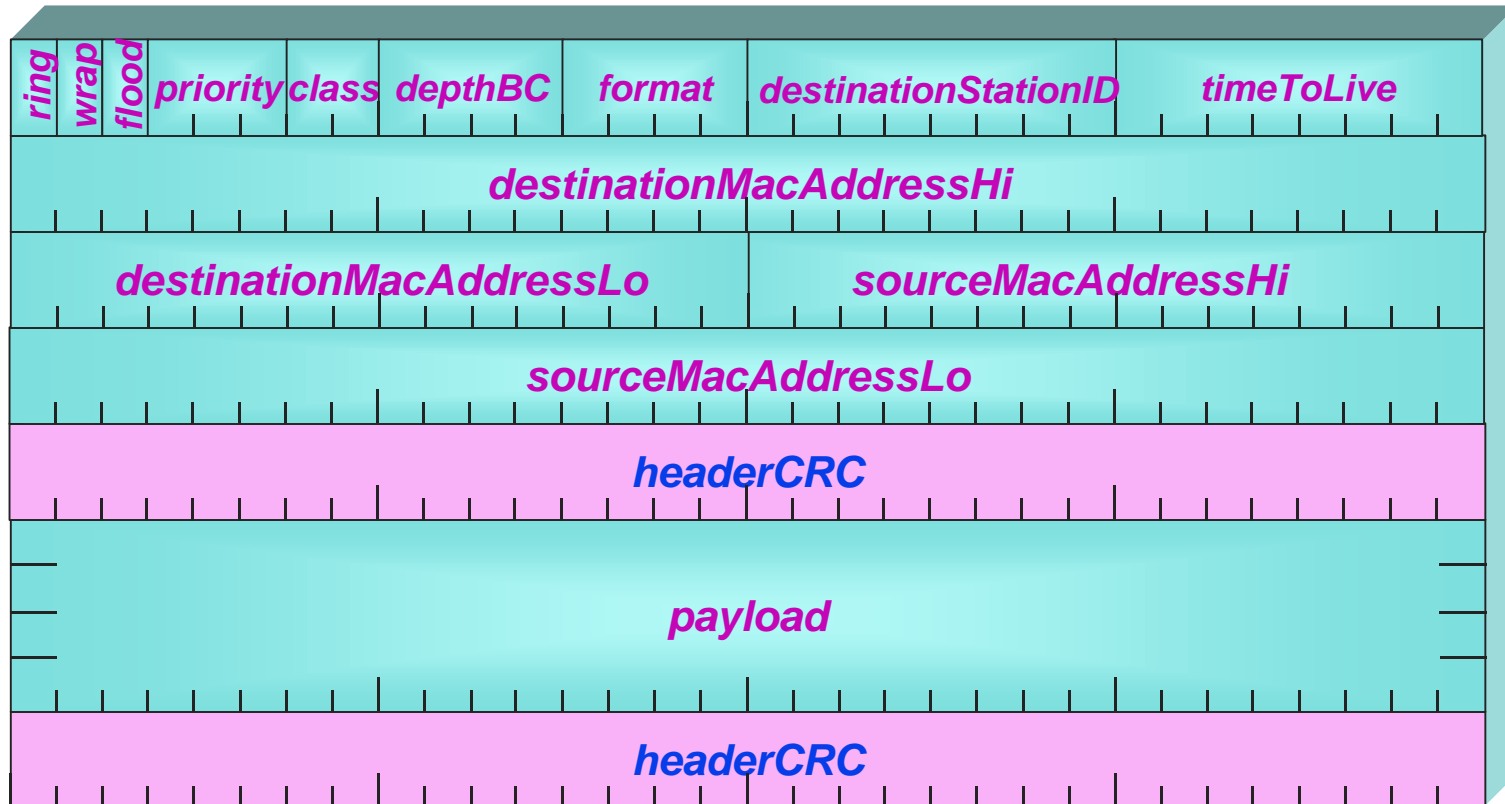 ring wrap flood priority class depthBC format destinationStationID timeToLive
destinationMacAddressHi
destinationMacAddressLo sourceMacAddressHi
sourceMacAddressLo
headerCRC
payload
headerCRC